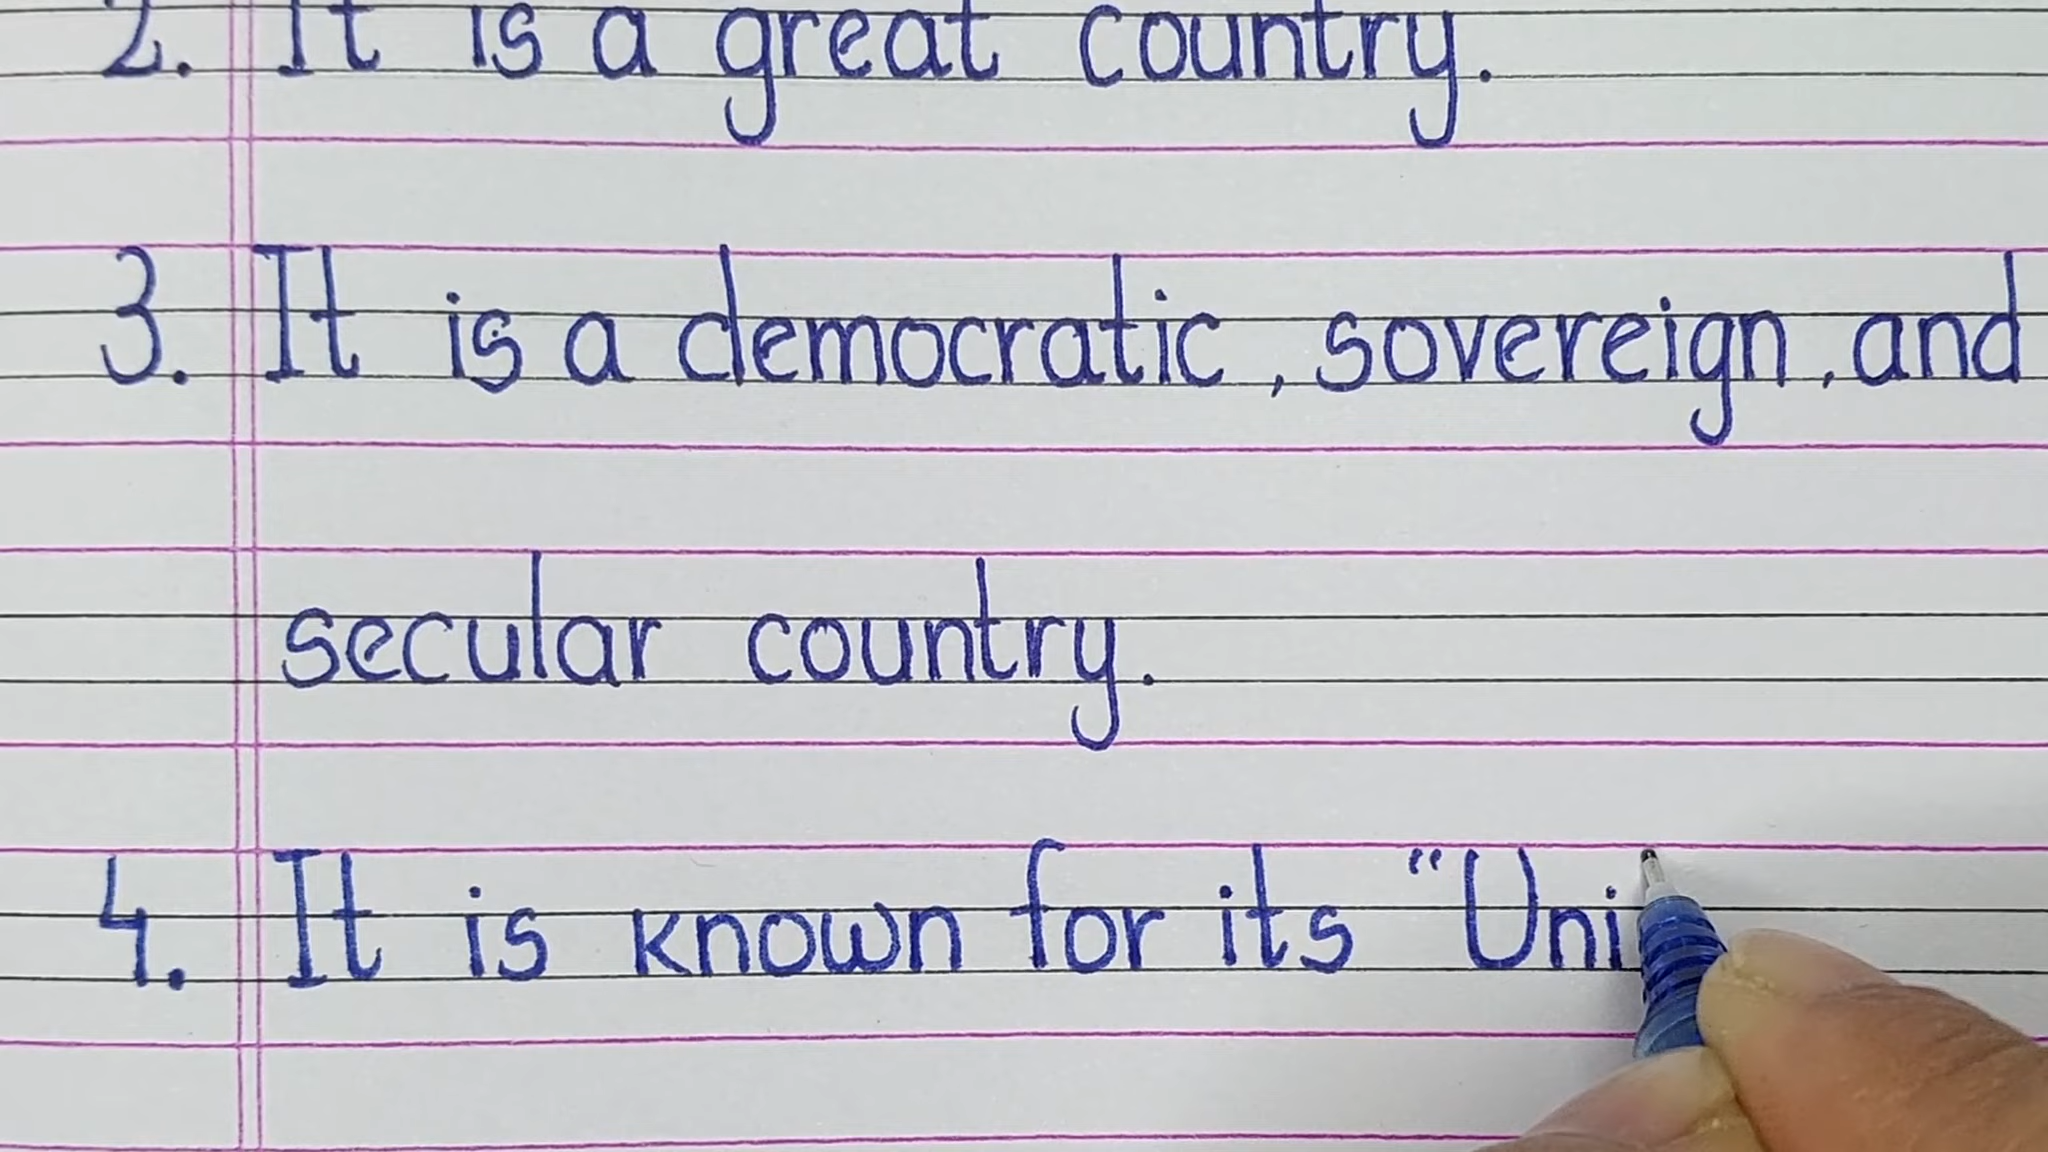 2. It is a great country.
3. It is a democratic, sovereign, and
secular country.
4. It is known for its "Uni